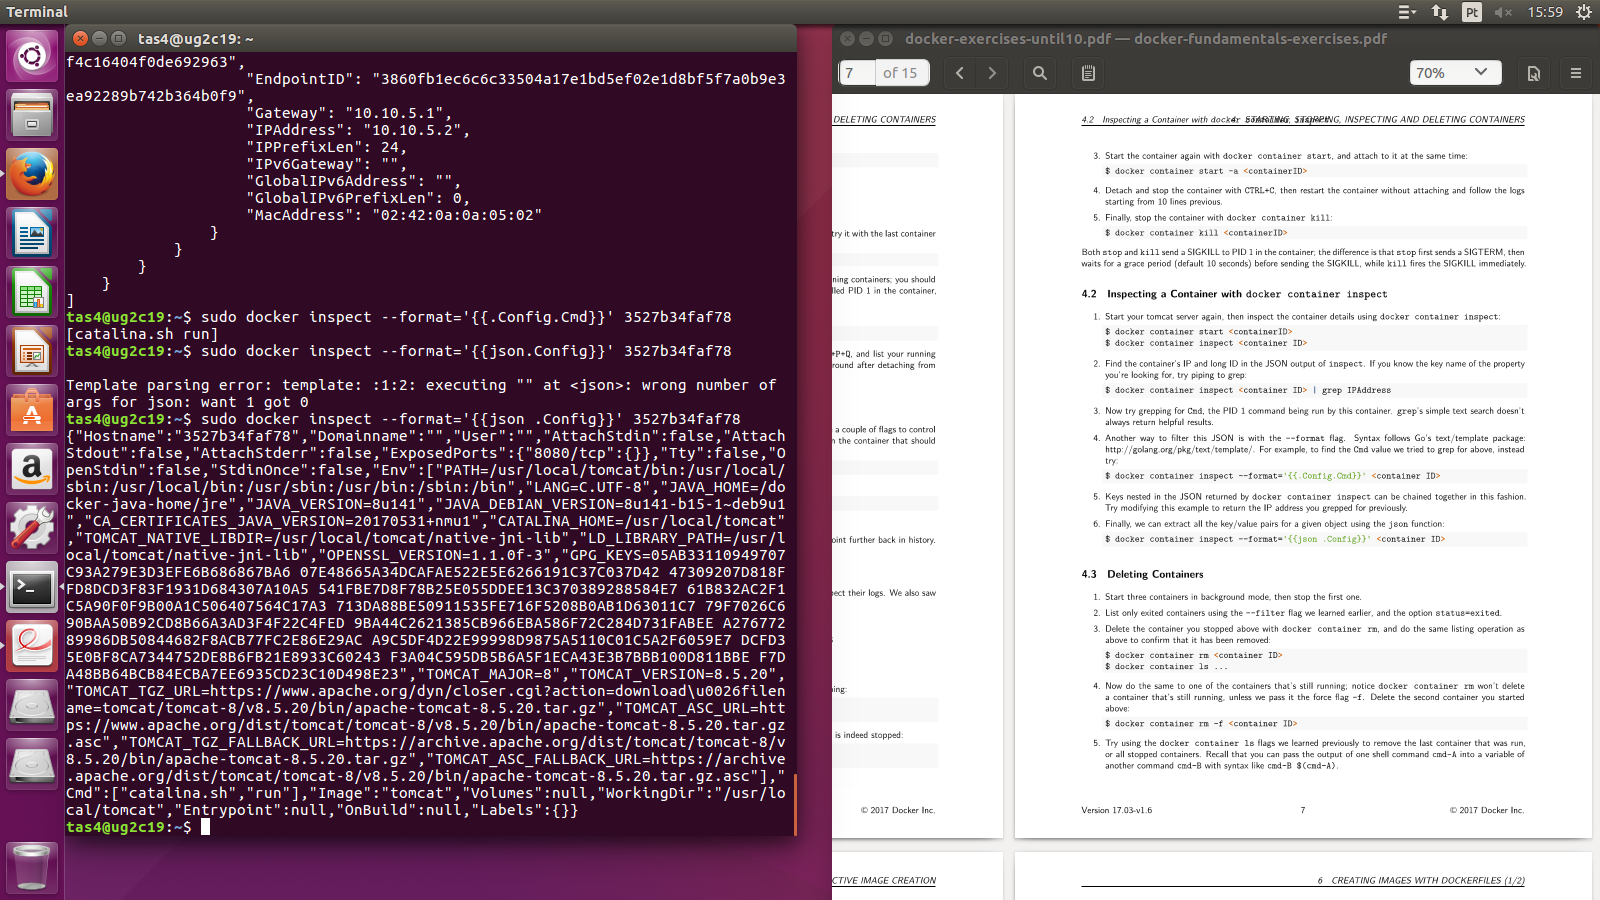 Terminal
Pt
15:59
tas4@ug2c19: ~
f4c16404f0de692963",
"EndpointID": "3860fb1ec6c6c33504a17e1bd5ef02e1d8bf5f7a0b9e3
ea92289b742b364b0f9",
"Gateway": "10.10.5.1",
"IPAddress": "10.10.5.2",
"IPPrefixLen": 24,
"IPv6Gateway": "",
"GlobalIPv6Address": "",
"GlobalIPv6PrefixLen": 0,
"MacAddress": "02:42:0a:0a:05:02"
}
}
}
}
]
tas4@ug2c19:~$ sudo docker inspect --format='{{.Config.Cmd}}' 3527b34faf78
[catalina.sh run]
tas4@ug2c19:~$ sudo docker inspect --format='{{json.Config}}' 3527b34faf78
Template parsing error: template: :1:2: executing "" at <json>: wrong number of
args for json: want 1 got 0
tas4@ug2c19:~$ sudo docker inspect --format='{{json .Config}}' 3527b34faf78
{"Hostname":"3527b34faf78","Domainname":"","User":"","AttachStdin":false,"Attach
Stdout":false,"AttachStderr":false,"ExposedPorts":{"8080/tcp":{}},"Tty":false,"O
penStdin":false,"StdinOnce":false,"Env":["PATH=/usr/local/tomcat/bin:/usr/local/
sbin:/usr/local/bin:/usr/sbin:/usr/bin:/sbin:/bin","LANG=C.UTF-8","JAVA_HOME=/do
cker-java-home/jre","JAVA_VERSION=8u141","JAVA_DEBIAN_VERSION=8u141-b15-1~deb9u1
","CA_CERTIFICATES_JAVA_VERSION=20170531+nmu1","CATALINA_HOME=/usr/local/tomcat"
,"TOMCAT_NATIVE_LIBDIR=/usr/local/tomcat/native-jni-lib","LD_LIBRARY_PATH=/usr/l
ocal/tomcat/native-jni-lib","OPENSSL_VERSION=1.1.0f-3","GPG_KEYS=05AB33110949707
C93A279E3D3EFE6B686867BA6 07E48665A34DCAFAE522E5E6266191C37C037D42 47309207D818F
FD8DCD3F83F1931D684307A10A5 541FBE7D8F78B25E055DDEE13C370389288584E7 61B832AC2F1
C5A90F0F9B00A1C506407564C17A3 713DA88BE50911535FE716F5208B0AB1D63011C7 79F7026C6
90BAA50B92CD8B66A3AD3F4F22C4FED 9BA44C2621385CB966EBA586F72C284D731FABEE A276772
89986DB50844682F8ACB77FC2E86E29AC A9C5DF4D22E99998D9875A5110C01C5A2F6059E7 DCFD3
5E0BF8CA7344752DE8B6FB21E8933C60243 F3A04C595DB5B6A5F1ECA43E3B7BBB100D811BBE F7D
A48BB64BCB84ECBA7EE6935CD23C10D498E23","TOMCAT_MAJOR=8","TOMCAT_VERSION=8.5.20",
"TOMCAT_TGZ_URL=https://www.apache.org/dyn/closer.cgi?action=download\u0026filen
ame=tomcat/tomcat-8/v8.5.20/bin/apache-tomcat-8.5.20.tar.gz","TOMCAT_ASC_URL=htt
ps://www.apache.org/dist/tomcat/tomcat-8/v8.5.20/bin/apache-tomcat-8.5.20.tar.gz
.asc","TOMCAT_TGZ_FALLBACK_URL=https://archive.apache.org/dist/tomcat/tomcat-8/v
8.5.20/bin/apache-tomcat-8.5.20.tar.gz","TOMCAT_ASC_FALLBACK_URL=https://archive
.apache.org/dist/tomcat/tomcat-8/v8.5.20/bin/apache-tomcat-8.5.20.tar.gz.asc"],"
Cmd":["catalina.sh","run"],"Image":"tomcat","Volumes":null,"WorkingDir":"/usr/lo
cal/tomcat","Entrypoint":null,"OnBuild":null,"Labels":{}}
tas4@ug2c19:~$
docker-exercises-until10.pdf — docker-fundamentals-exercises.pdf
7 of 15
70%
DELETING CONTAINERS
try it with the last container
ning containers; you should
lled PID 1 in the container,
+P+Q, and list your running
round after detaching from
a couple of flags to control
n the container that should
oint further back in history.
pect their logs. We also saw
ning:
is indeed stopped:
© 2017 Docker Inc.
CTIVE IMAGE CREATION
4.2 Inspecting a Container with docker container inspect
4 STARTING, STOPPING, INSPECTING AND DELETING CONTAINERS
3. Start the container again with docker container start, and attach to it at the same time:
$ docker container start -a <containerID>
4. Detach and stop the container with CTRL+C, then restart the container without attaching and follow the logs
starting from 10 lines previous.
5. Finally, stop the container with docker container kill:
$ docker container kill <containerID>
Both stop and kill send a SIGKILL to PID 1 in the container; the difference is that stop first sends a SIGTERM, then
waits for a grace period (default 10 seconds) before sending the SIGKILL, while kill fires the SIGKILL immediately.
4.2 Inspecting a Container with docker container inspect
1. Start your tomcat server again, then inspect the container details using docker container inspect:
$ docker container start <containerID>
$ docker container inspect <container ID>
2. Find the container's IP and long ID in the JSON output of inspect. If you know the key name of the property
you're looking for, try piping to grep:
$ docker container inspect <container ID> | grep IPAddress
3. Now try grepping for Cmd, the PID 1 command being run by this container. grep's simple text search doesn't
always return helpful results.
4. Another way to filter this JSON is with the --format flag. Syntax follows Go's text/template package:
http://golang.org/pkg/text/template/. For example, to find the Cmd value we tried to grep for above, instead
try:
$ docker container inspect --format='{{.Config.Cmd}}' <container ID>
5. Keys nested in the JSON returned by docker container inspect can be chained together in this fashion.
Try modifying this example to return the IP address you grepped for previously.
6. Finally, we can extract all the key/value pairs for a given object using the json function:
$ docker container inspect --format='{{json .Config}}' <container ID>
4.3 Deleting Containers
1. Start three containers in background mode, then stop the first one.
2. List only exited containers using the --filter flag we learned earlier, and the option status=exited.
3. Delete the container you stopped above with docker container rm, and do the same listing operation as
above to confirm that it has been removed:
$ docker container rm <container ID>
$ docker container ls ...
4. Now do the same to one of the containers that's still running; notice docker container rm won't delete
a container that's still running, unless we pass it the force flag -f. Delete the second container you started
above:
$ docker container rm -f <container ID>
5. Try using the docker container ls flags we learned previously to remove the last container that was run,
or all stopped containers. Recall that you can pass the output of one shell command cmd-A into a variable of
another command cmd-B with syntax like cmd-B $(cmd-A).
Version 17.03-v1.6
7
© 2017 Docker Inc.
6 CREATING IMAGES WITH DOCKERFILES (1/2)